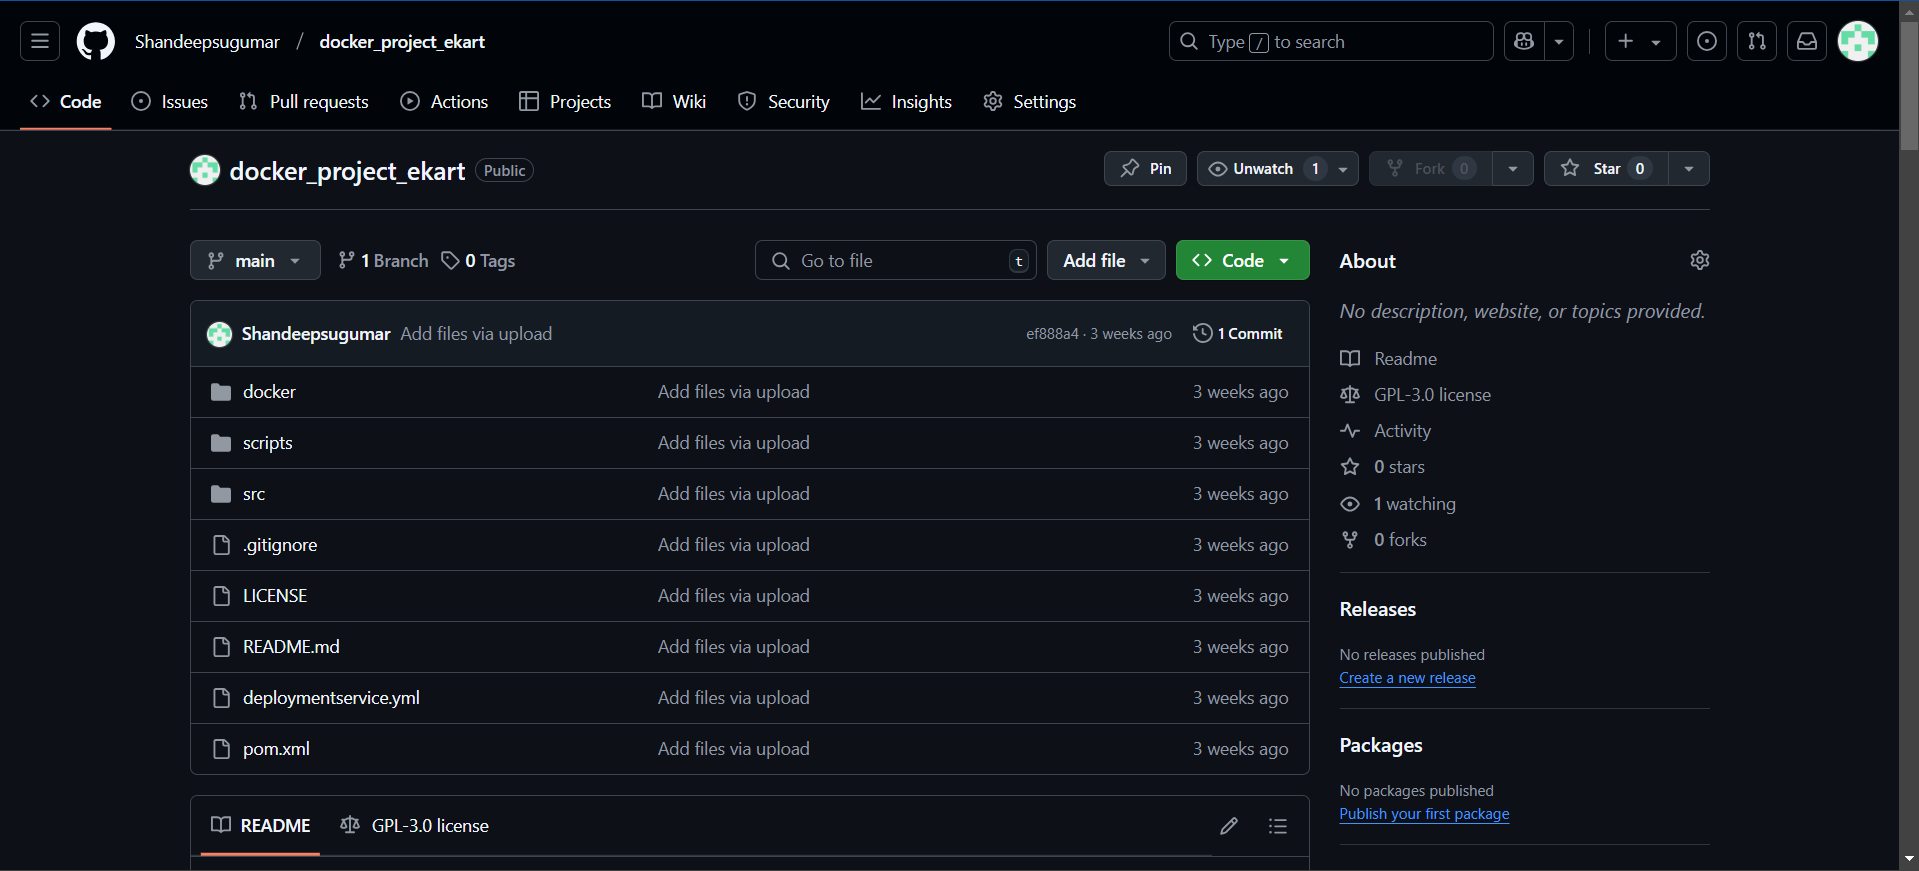 Shandeepsugumar / docker_project_ekart
Type / to search
Code Issues Pull requests Actions Projects Wiki Security Insights Settings
docker_project_ekart Public
Pin Unwatch 1 Fork 0 Star 0
main 1 Branch 0 Tags Go to file t Add file Code
Shandeepsugumar Add files via upload ef888a4 · 3 weeks ago 1 Commit
docker Add files via upload 3 weeks ago
scripts Add files via upload 3 weeks ago
src Add files via upload 3 weeks ago
.gitignore Add files via upload 3 weeks ago
LICENSE Add files via upload 3 weeks ago
README.md Add files via upload 3 weeks ago
deploymentservice.yml Add files via upload 3 weeks ago
pom.xml Add files via upload 3 weeks ago
README GPL-3.0 license
About
No description, website, or topics provided.
Readme
GPL-3.0 license
Activity
0 stars
1 watching
0 forks
Releases
No releases published
Create a new release
Packages
No packages published
Publish your first package